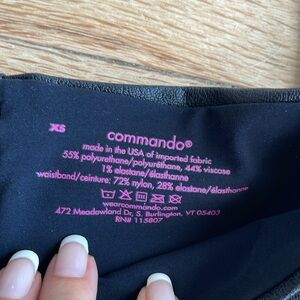 XS
commando®
made in the USA of imported fabric
55% polyurethane/polyuréthane, 44% viscose
1% elastane/élasthanne
waistband/ceinture: 72% nylon, 28% elastane/élasthanne
wearcommando.com
472 Meadowland Dr, S. Burlington, VT 05403
RN# 115807